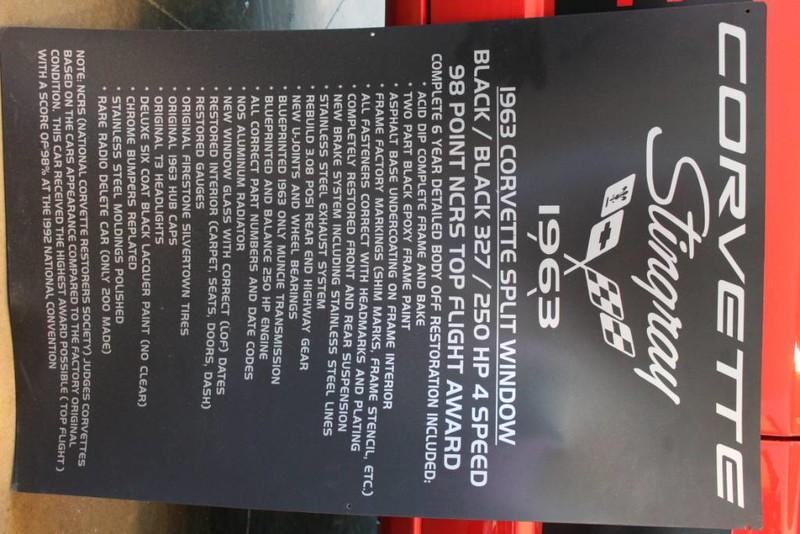 CORVETTE
Stingray
1963
1963 CORVETTE SPLIT WINDOW
BLACK / BLACK 327 / 250 HP 4 SPEED
98 POINT NCRS TOP FLIGHT AWARD
COMPLETE 6 YEAR DETAILED BODY OFF RESTORATION INCLUDED:
• ACID DIP COMPLETE FRAME AND BAKE
• TWO PART BLACK EPOXY FRAME PAINT
• ASPHALT BASE UNDERCOATING ON FRAME INTERIOR
• FRAME FACTORY MARKINGS (SHIM MARKS, FRAME STENCIL, ETC.)
• ALL FASTENERS CORRECT WITH HEADMARKS AND PLATING
• COMPLETELY RESTORED FRONT AND REAR SUSPENSION
• NEW BRAKE SYSTEM INCLUDING STAINLESS STEEL LINES
• STAINLESS STEEL EXHAUST SYSTEM
• REBUILD 3.08 POSI REAR END HIGHWAY GEAR
• NEW U-JOINTS AND WHEEL BEARINGS
• BLUEPRINTED 1963 ONLY MUNCE TRANSMISSION
• BLUEPRINTED AND BALANCE 250 HP ENGINE
• ALL CORRECT PART NUMBERS AND DATE CODES
• NOS ALUMINUM RADIATOR
• NEW WINDOW GLASS WITH CORRECT (LOF) DATES
• RESTORED INTERIOR (CARPET, SEATS, DOORS, DASH)
• RESTORED GAUGES
• ORIGINAL FIRESTONE SILVERTOWN TIRES
• ORIGINAL 1963 HUB CAPS
• ORIGINAL T3 HEADLIGHTS
• DELUXE SIX COAT BLACK LACQUER PAINT (NO CLEAR)
• CHROME BUMPERS REPLATED
• STAINLESS STEEL MOLDINGS POLISHED
• RARE RADIO DELETE CAR (ONLY 200 MADE)
NOTE: NCRS (NATIONAL CORVETTE RESTORERS SOCIETY) JUDGES CORVETTES
BASED ON THE CARS APPEARANCE COMPARED TO THE FACTORY ORIGINAL
CONDITION. THIS CAR RECEIVED THE HIGHEST AWARD POSSIBLE ( TOP FLIGHT )
WITH A SCORE OF 98% AT THE 1992 NATIONAL CONVENTION